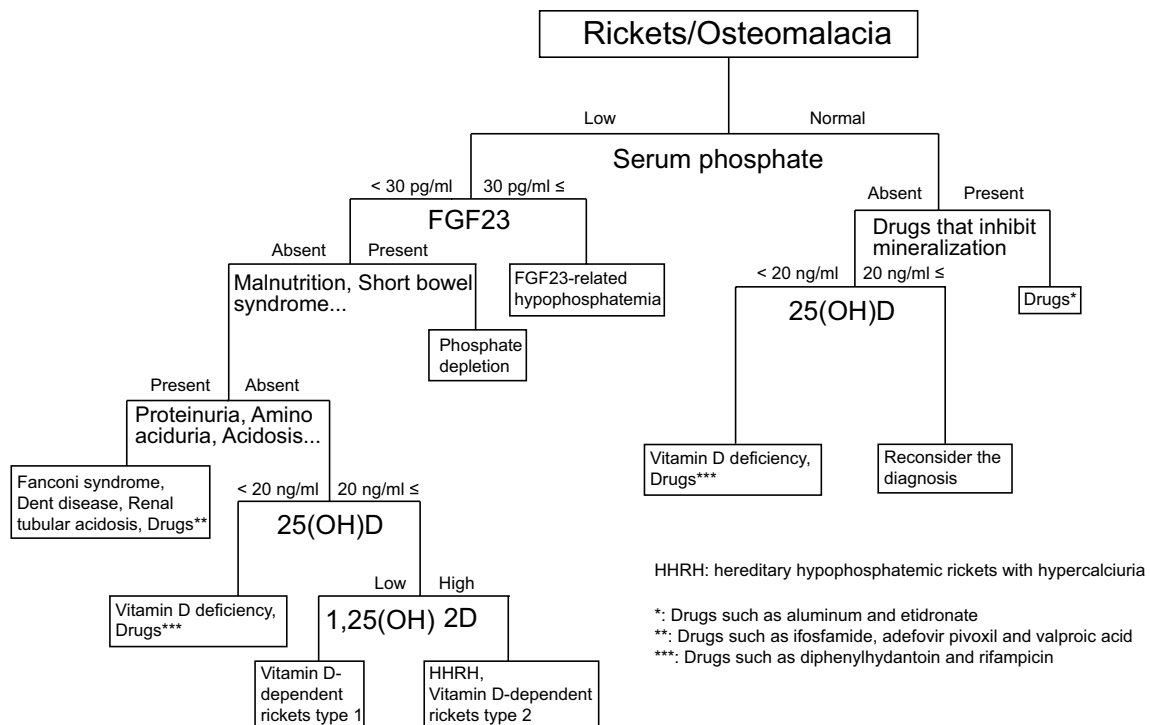 Rickets/Osteomalacia
Low
Normal
Serum phosphate
< 30 pg/ml
30 pg/ml ≤
FGF23
Absent
Present
Drugs that inhibit
mineralization
Absent
Present
Malnutrition, Short bowel
syndrome...
FGF23-related
hypophosphatemia
< 20 ng/ml
20 ng/ml ≤
25(OH)D
Drugs*
Phosphate
depletion
Present
Absent
Proteinuria, Amino
aciduria, Acidosis...
Vitamin D deficiency,
Drugs***
Reconsider the
diagnosis
Fanconi syndrome,
Dent disease, Renal
tubular acidosis, Drugs**
< 20 ng/ml
20 ng/ml ≤
25(OH)D
Low
High
Vitamin D deficiency,
Drugs***
1,25(OH) 2D
Vitamin D-
dependent
rickets type 1
HHRH,
Vitamin D-dependent
rickets type 2
HHRH: hereditary hypophosphatemic rickets with hypercalciuria
*: Drugs such as aluminum and etidronate
**: Drugs such as ifosfamide, adefovir pivoxil and valproic acid
***: Drugs such as diphenylhydantoin and rifampicin